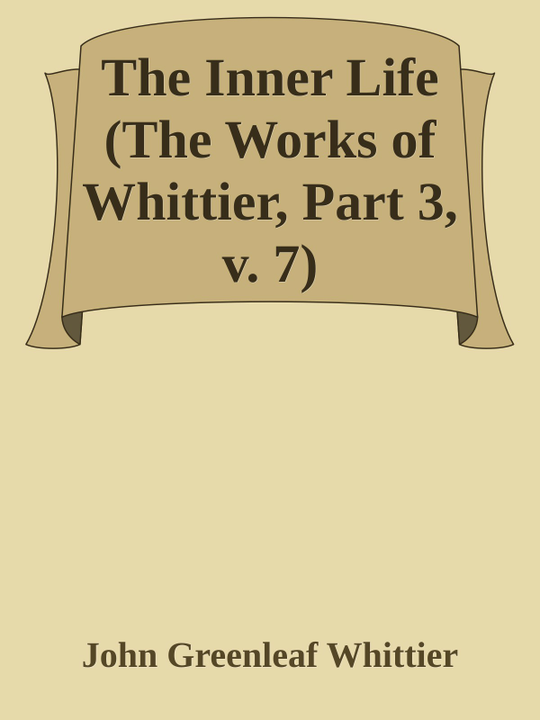 The Inner Life
(The Works of
Whittier, Part 3,
v. 7)
John Greenleaf Whittier